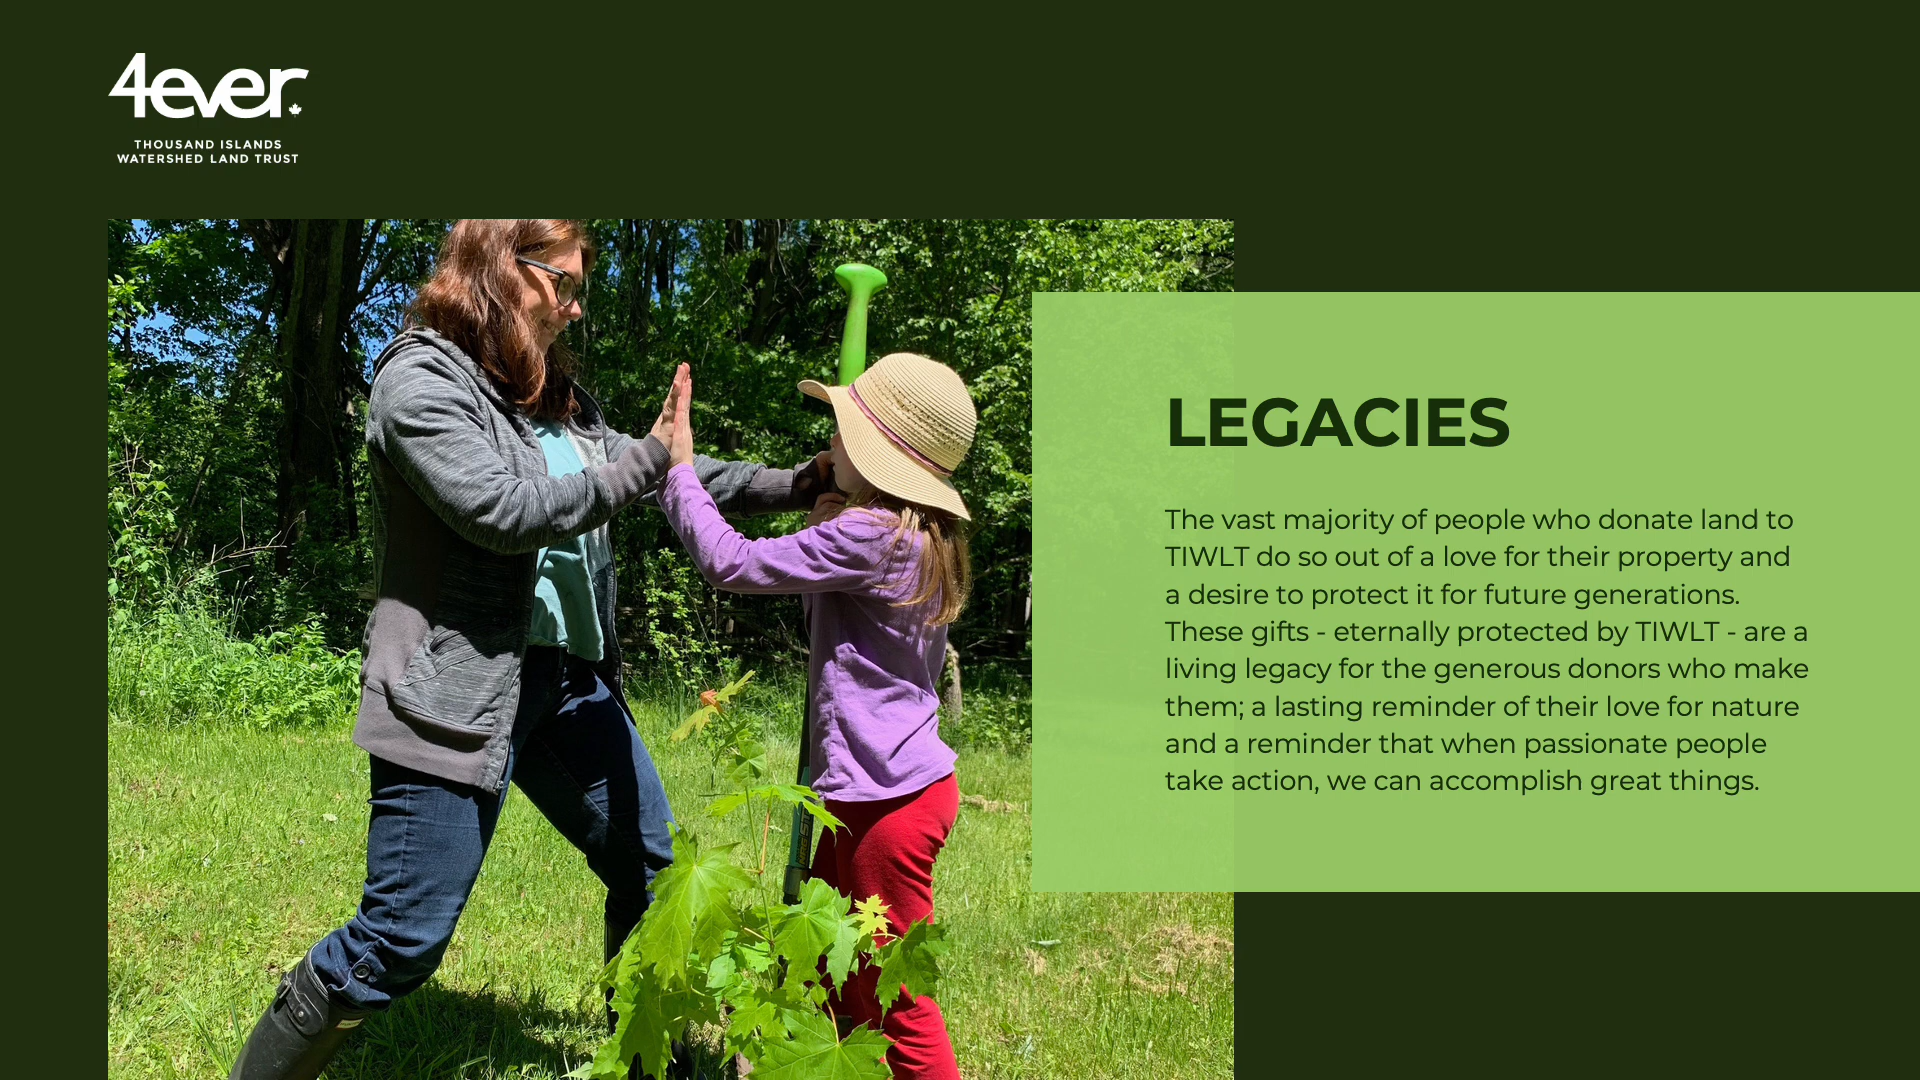 4ever
THOUSAND ISLANDS
WATERSHED LAND TRUST
LEGACIES
The vast majority of people who donate land to
TIWLT do so out of a love for their property and
a desire to protect it for future generations.
These gifts - eternally protected by TIWLT - are a
living legacy for the generous donors who make
them; a lasting reminder of their love for nature
and a reminder that when passionate people
take action, we can accomplish great things.